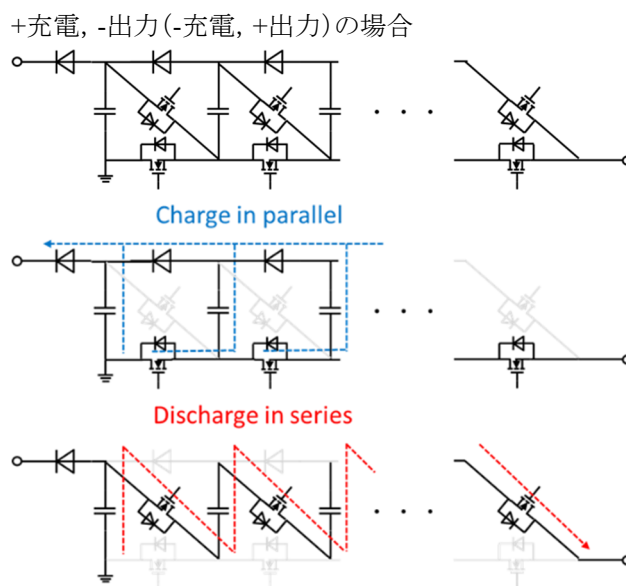 +充電, -出力(-充電, +出力)の場合
Charge in parallel
Discharge in series